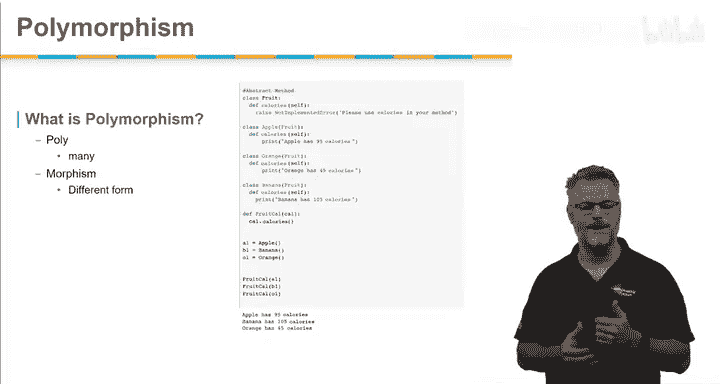 Polymorphism
What is Polymorphism?
– Poly
• many
– Morphism
• Different form
#Abstract Method
class Fruit:
def calories(self):
raise NotImplementedError('Please use calories in your method')
class Apple(Fruit):
def calories(self):
print("Apple has 95 calories")
class Orange(Fruit):
def calories(self):
print("Orange has 45 calories")
class Banana(Fruit):
def calories(self):
print("Banana has 105 calories")
def FruitCal(cal):
cal.calories()
a1 = Apple()
b1 = Banana()
o1 = Orange()
FruitCal(a1)
FruitCal(b1)
FruitCal(o1)
Apple has 95 calories
Banana has 105 calories
Orange has 45 calories